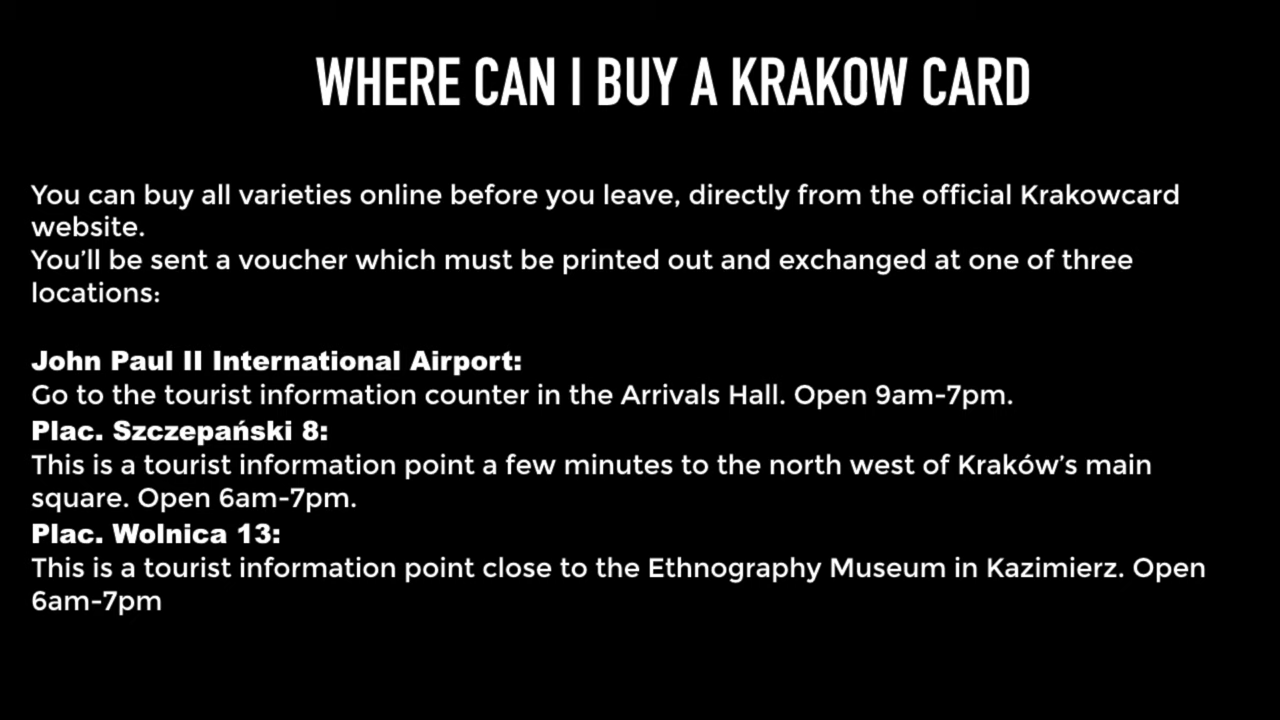 WHERE CAN I BUY A KRAKOW CARD
You can buy all varieties online before you leave, directly from the official Krakowcard
website.
You’ll be sent a voucher which must be printed out and exchanged at one of three
locations:
John Paul II International Airport:
Go to the tourist information counter in the Arrivals Hall. Open 9am-7pm.
Plac. Szczepański 8:
This is a tourist information point a few minutes to the north west of Kraków’s main
square. Open 6am-7pm.
Plac. Wolnica 13:
This is a tourist information point close to the Ethnography Museum in Kazimierz. Open
6am-7pm